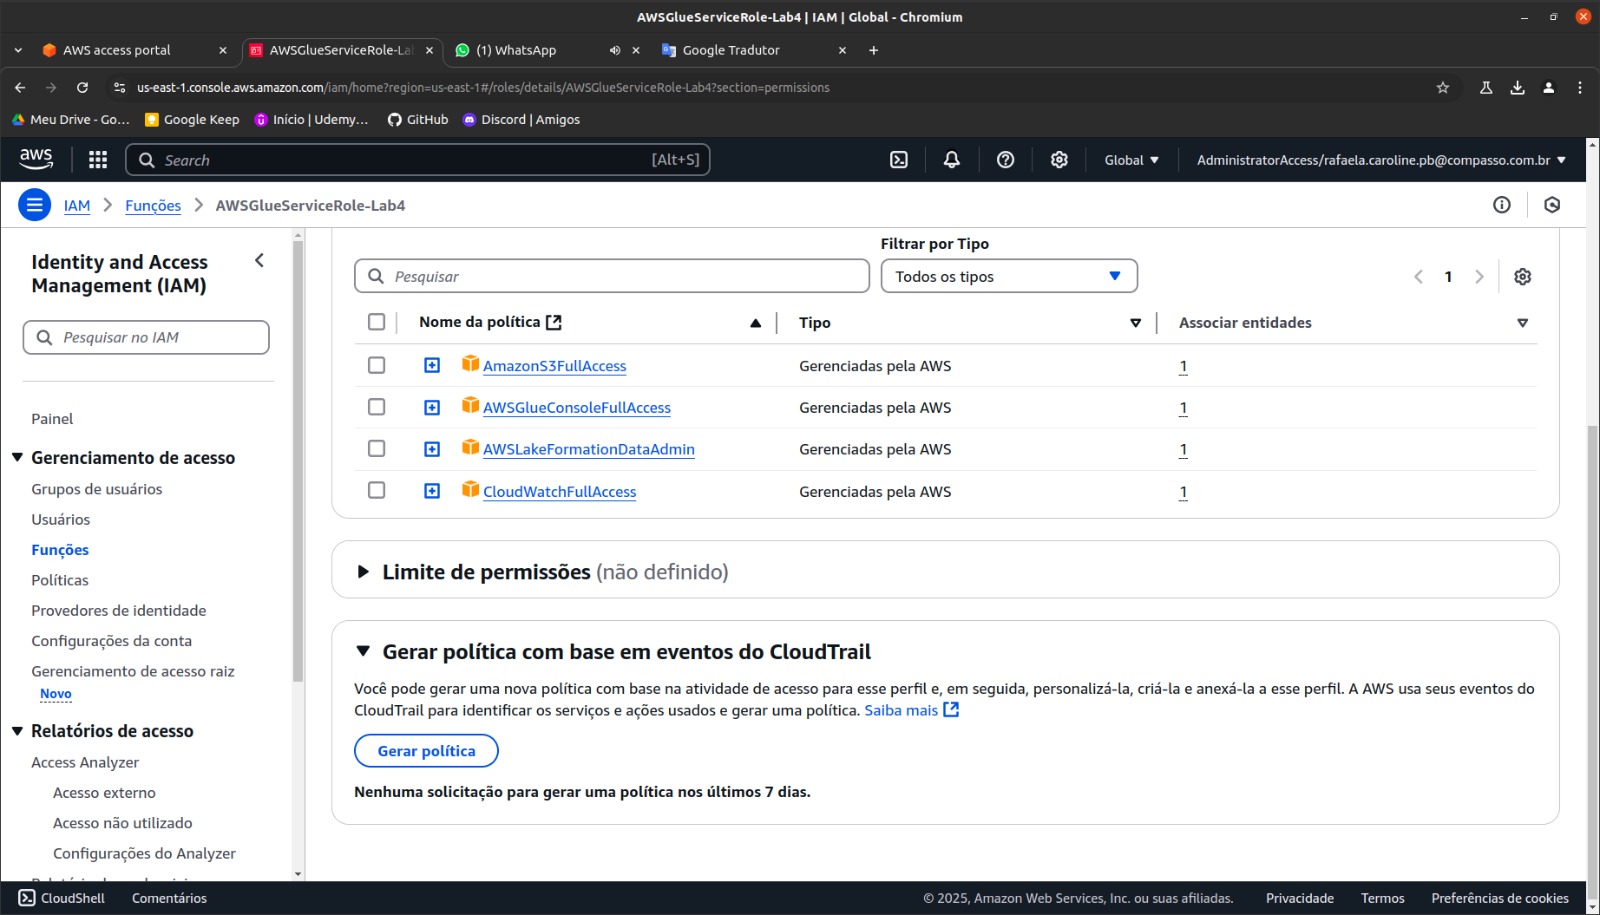 AWSGlueServiceRole-Lab4 | IAM | Global - Chromium
AWS access portal
AWSGlueServiceRole-La
(1) WhatsApp
Google Tradutor
us-east-1.console.aws.amazon.com/iam/home?region=us-east-1#/roles/details/AWSGlueServiceRole-Lab4?section=permissions
Meu Drive - Go...
Google Keep
Início | Udemy...
GitHub
Discord | Amigos
aws
Search
[Alt+S]
Global
AdministratorAccess/rafaela.caroline.pb@compasso.com.br
IAM
Funções
AWSGlueServiceRole-Lab4
Identity and Access
Management (IAM)
Pesquisar no IAM
Painel
Gerenciamento de acesso
Grupos de usuários
Usuários
Funções
Políticas
Provedores de identidade
Configurações da conta
Gerenciamento de acesso raiz
Novo
Relatórios de acesso
Access Analyzer
Acesso externo
Acesso não utilizado
Configurações do Analyzer
Filtrar por Tipo
Pesquisar
Todos os tipos
1
Nome da política
Tipo
Associar entidades
AmazonS3FullAccess
Gerenciadas pela AWS
1
AWSGlueConsoleFullAccess
Gerenciadas pela AWS
1
AWSLakeFormationDataAdmin
Gerenciadas pela AWS
1
CloudWatchFullAccess
Gerenciadas pela AWS
1
Limite de permissões (não definido)
Gerar política com base em eventos do CloudTrail
Você pode gerar uma nova política com base na atividade de acesso para esse perfil e, em seguida, personalizá-la, criá-la e anexá-la a esse perfil. A AWS usa seus eventos do
CloudTrail para identificar os serviços e ações usados e gerar uma política. Saiba mais
Gerar política
Nenhuma solicitação para gerar uma política nos últimos 7 dias.
CloudShell
Comentários
© 2025, Amazon Web Services, Inc. ou suas afiliadas.
Privacidade
Termos
Preferências de cookies